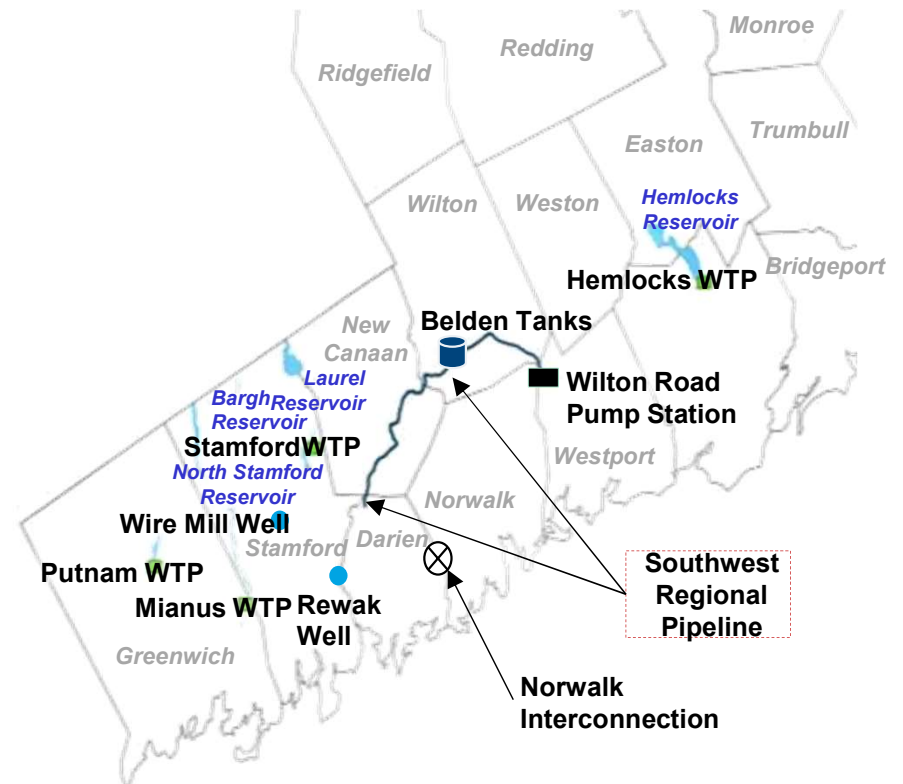 Monroe
Redding
Ridgefield
Trumbull
Easton
Hemlocks
Reservoir
Wilton
Weston
Bridgeport
Hemlocks WTP
New
Canaan
Belden Tanks
Laurel
Reservoir
Bargh
Reservoir
Wilton Road
Pump Station
StamfordWTP
Westport
North Stamford
Reservoir
Norwalk
Wire Mill Well
Stamford
Darien
Southwest
Regional
Pipeline
Putnam WTP
Mianus WTP
Rewak
Well
Greenwich
Norwalk
Interconnection